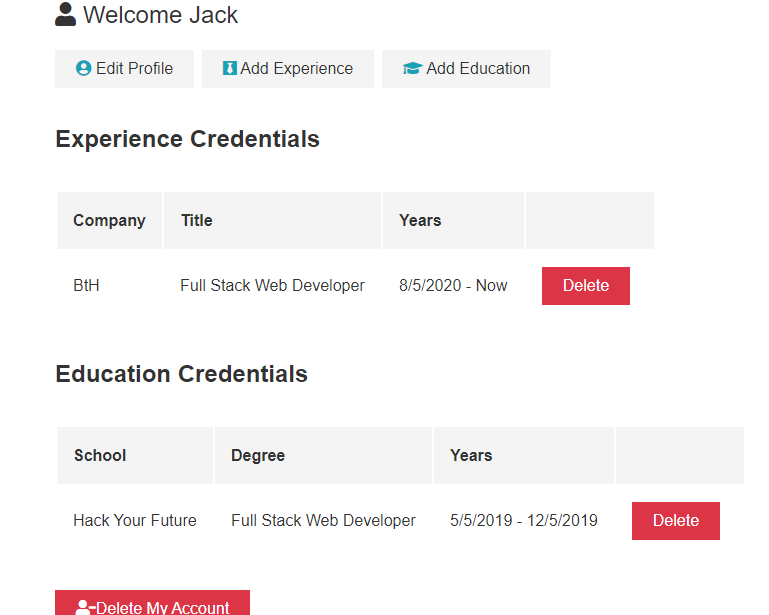 Welcome Jack
Edit Profile Add Experience Add Education
Experience Credentials
Company Title Years
BtH Full Stack Web Developer 8/5/2020 - Now Delete
Education Credentials
School Degree Years
Hack Your Future Full Stack Web Developer 5/5/2019 - 12/5/2019 Delete
Delete My Account